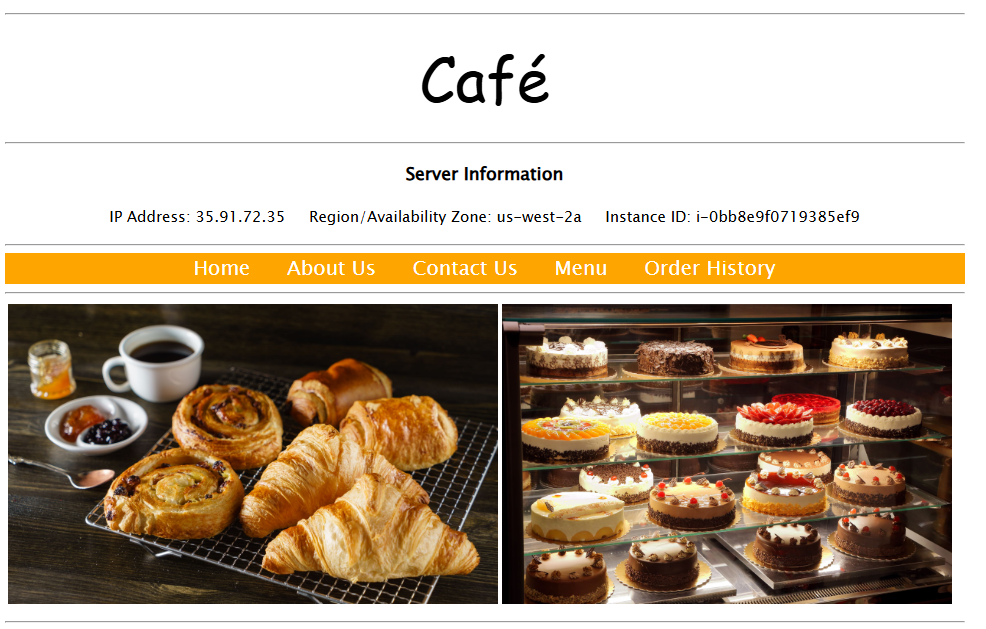 Café
Server Information
IP Address: 35.91.72.35 Region/Availability Zone: us-west-2a Instance ID: i-0bb8e9f0719385ef9
Home About Us Contact Us Menu Order History